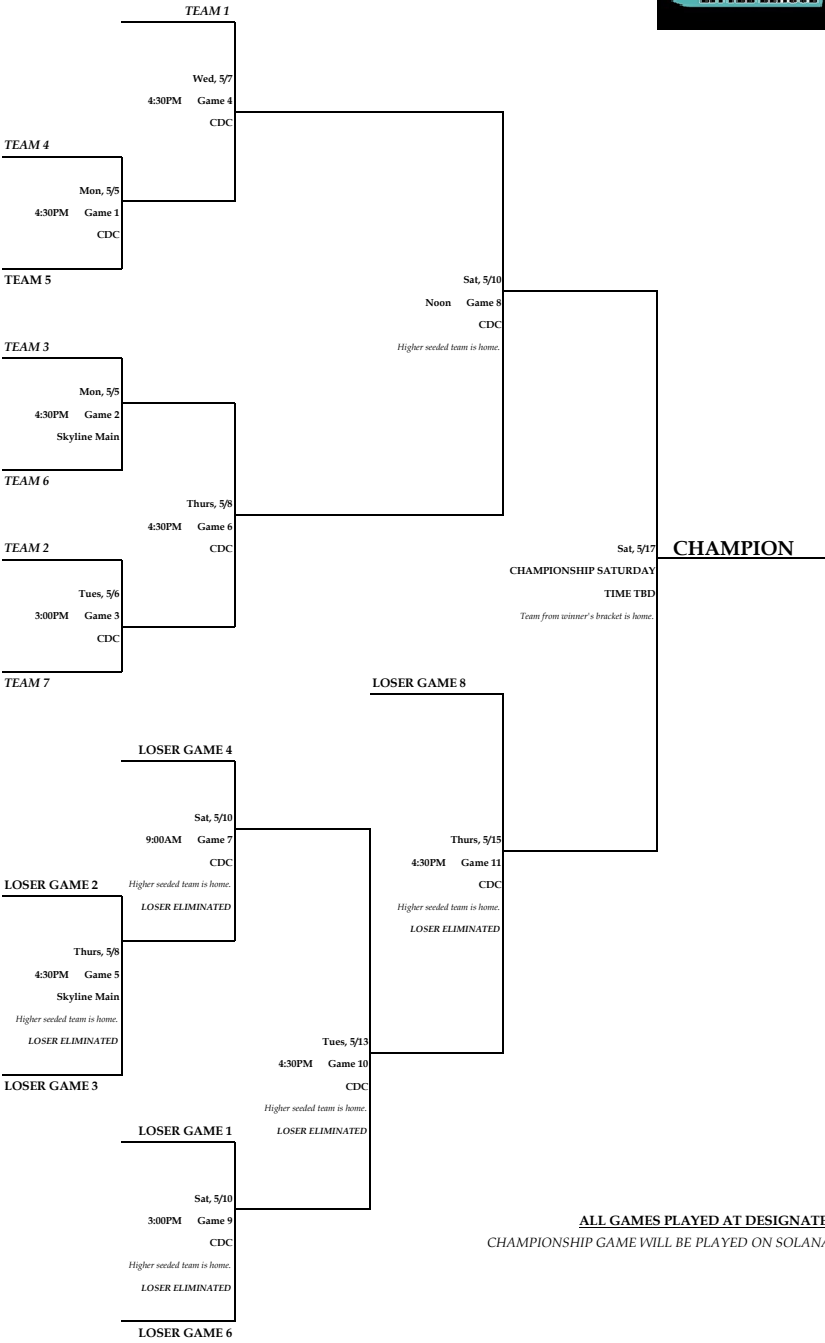 LITTLE LEAGUE
TEAM 1
Wed, 5/7
4:30PM Game 4
CDC
TEAM 4
Mon, 5/5
4:30PM Game 1
CDC
TEAM 5
Sat, 5/10
Noon Game 8
CDC
Higher seeded team is home.
TEAM 3
Mon, 5/5
4:30PM Game 2
Skyline Main
TEAM 6
Thurs, 5/8
4:30PM Game 6
CDC
TEAM 2
Tues, 5/6
3:00PM Game 3
CDC
TEAM 7
Sat, 5/17
CHAMPIONSHIP SATURDAY
TIME TBD
Team from winner's bracket is home.
CHAMPION
LOSER GAME 8
LOSER GAME 4
Sat, 5/10
9:00AM Game 7
CDC
Higher seeded team is home.
LOSER ELIMINATED
Thurs, 5/15
4:30PM Game 11
CDC
Higher seeded team is home.
LOSER ELIMINATED
LOSER GAME 2
Thurs, 5/8
4:30PM Game 5
Skyline Main
Higher seeded team is home.
LOSER ELIMINATED
LOSER GAME 3
Tues, 5/13
4:30PM Game 10
CDC
Higher seeded team is home.
LOSER ELIMINATED
LOSER GAME 1
Sat, 5/10
3:00PM Game 9
CDC
Higher seeded team is home.
LOSER ELIMINATED
LOSER GAME 6
ALL GAMES PLAYED AT DESIGNATE
CHAMPIONSHIP GAME WILL BE PLAYED ON SOLANA